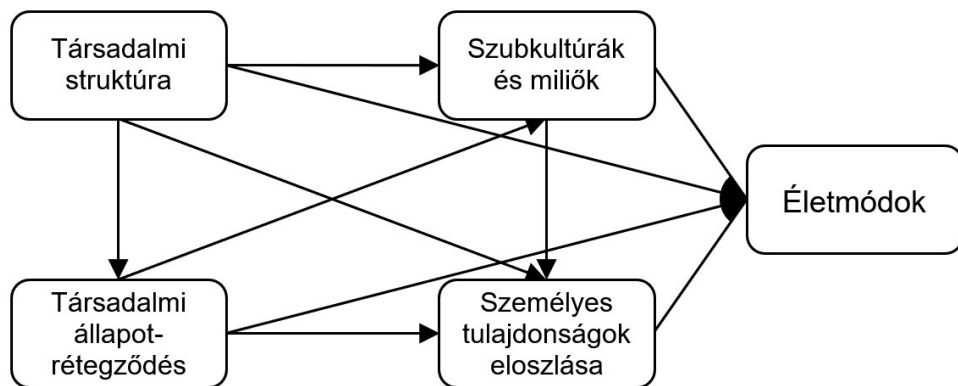 Társadalmi
struktúra
Szubkultúrák
és miliők
Életmódok
Társadalmi
állapot-
rétegződés
Személyes
tulajdonságok
eloszlása